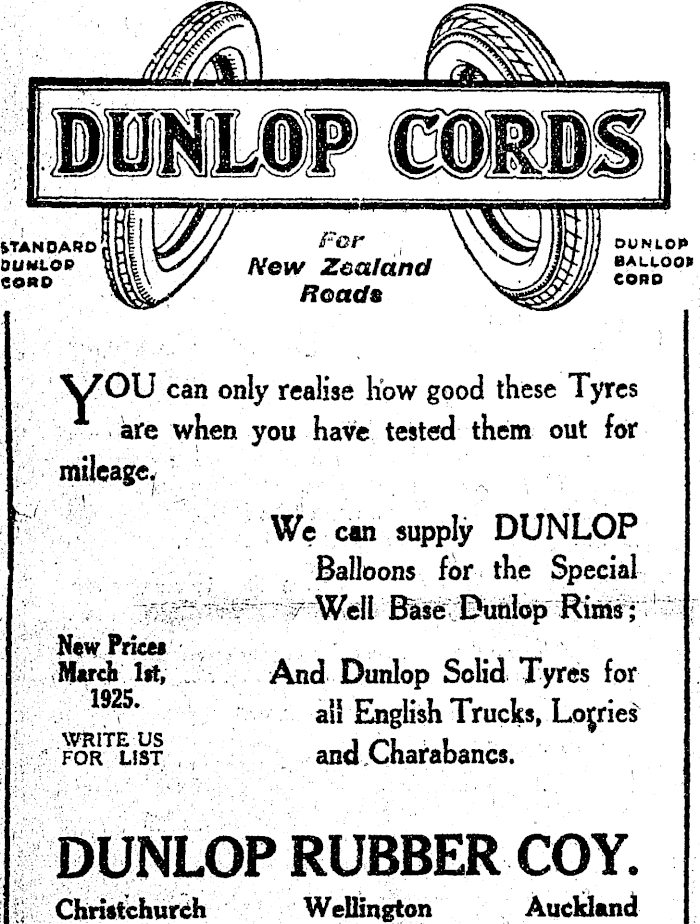 DUNLOP CORDS
STANDARD
DUNLOP
CORD
For
New Zealand
Roads
DUNLOP
BALLOON
CORD
YOU can only realise how good these Tyres
are when you have tested them out for
mileage.
We can supply DUNLOP
Balloons for the Special
Well Base Dunlop Rims;
New Prices
March 1st,
1925.
WRITE US
FOR LIST
And Dunlop Solid Tyres for
all English Trucks, Lorries
and Charabancs.
DUNLOP RUBBER COY.
Christchurch Wellington Auckland